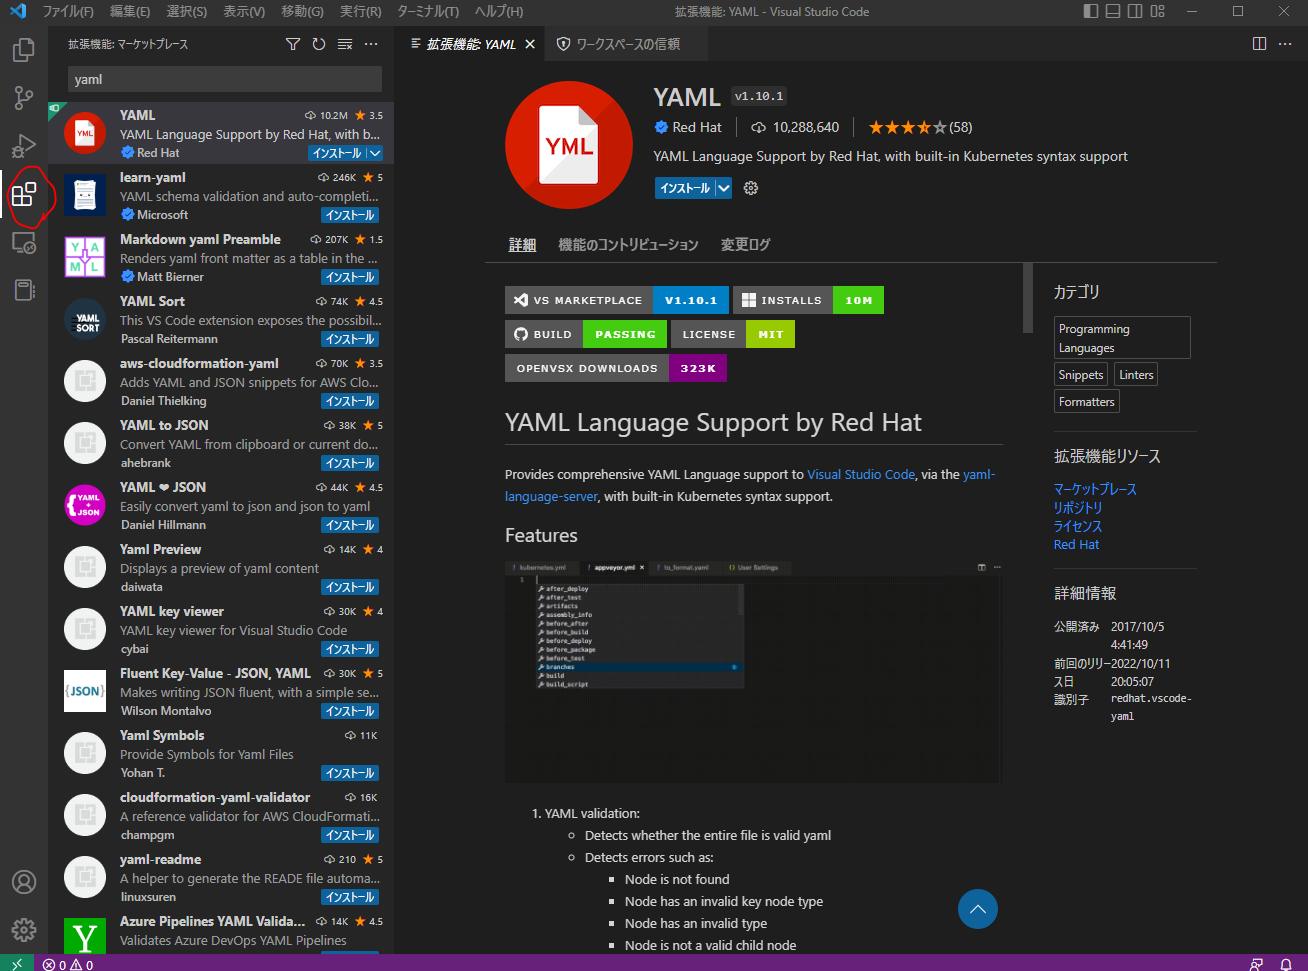 ファイル(F) 編集(E) 選択(S) 表示(V) 移動(G) 実行(R) ターミナル(T) ヘルプ(H) 拡張機能: YAML - Visual Studio Code
拡張機能: マーケットプレース
yaml
YAML 10.2M 3.5
YAML Language Support by Red Hat, with b...
Red Hat インストール
learn-yaml 246K 5
YAML schema validation and auto-completi...
Microsoft インストール
Markdown yaml Preamble 207K 1.5
Renders yaml front matter as a table in the ...
Matt Bierner インストール
YAML Sort 74K 4.5
This VS Code extension exposes the possibil...
Pascal Reitermann インストール
aws-cloudformation-yaml 70K 3.5
Adds YAML and JSON snippets for AWS Clo...
Daniel Thielking インストール
YAML to JSON 38K 5
Convert YAML from clipboard or current do...
ahebrank インストール
YAML ❤ JSON 44K 4.5
Easily convert yaml to json and json to yaml
Daniel Hillmann インストール
Yaml Preview 14K 4
Displays a preview of yaml content
daiwata インストール
YAML key viewer 30K 4
YAML key viewer for Visual Studio Code
cybai インストール
Fluent Key-Value - JSON, YAML 30K 5
Makes writing JSON fluent, with a simple se...
Wilson Montalvo インストール
Yaml Symbols 11K
Provide Symbols for Yaml Files
Yohan T. インストール
cloudformation-yaml-validator 16K
A reference validator for AWS CloudFormati...
champgm インストール
yaml-readme 210 5
A helper to generate the READE file automa...
linuxsuren インストール
Azure Pipelines YAML Valida... 14K 4.5
Validates Azure DevOps YAML Pipelines
YML
YAML
SORT
YAML
+
JSON
{JSON}
Y
Y A
M L
拡張機能: YAML ワークスペースの信頼
YML
YAML v1.10.1
Red Hat 10,288,640 (58)
YAML Language Support by Red Hat, with built-in Kubernetes syntax support
インストール
詳細 機能のコントリビューション 変更ログ
VS MARKETPLACE V1.10.1 INSTALLS 10M
BUILD PASSING LICENSE MIT
OPENVSX DOWNLOADS 323K
YAML Language Support by Red Hat
Provides comprehensive YAML Language support to Visual Studio Code, via the yaml-
language-server, with built-in Kubernetes syntax support.
Features
! kubernetes.yml ! appveyor.yml × ! to_format.yaml {} User Settings
1
after_deploy
after_test
artifacts
assembly_info
before_after
before_build
before_deploy
before_package
before_test
branches
build
build_script
1. YAML validation:
Detects whether the entire file is valid yaml
Detects errors such as:
Node is not found
Node has an invalid key node type
Node has an invalid type
Node is not a valid child node
カテゴリ
Programming
Languages
Snippets Linters
Formatters
拡張機能リソース
マーケットプレース
リポジトリ
ライセンス
Red Hat
詳細情報
公開済み 2017/10/5
4:41:49
前回のリリー 2022/10/11
ス日 20:05:07
識別子 redhat.vscode-
yaml
0 0